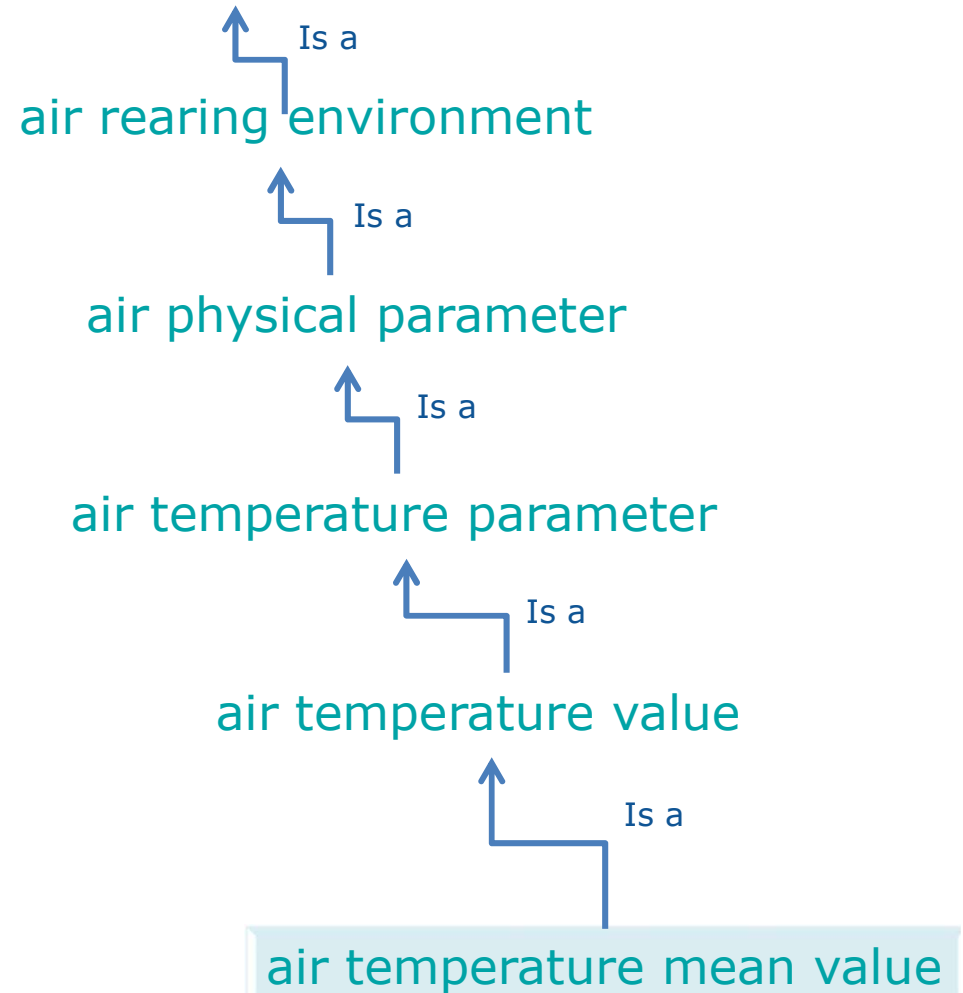 Is a
air rearing environment
Is a
air physical parameter
Is a
air temperature parameter
Is a
air temperature value
Is a
air temperature mean value